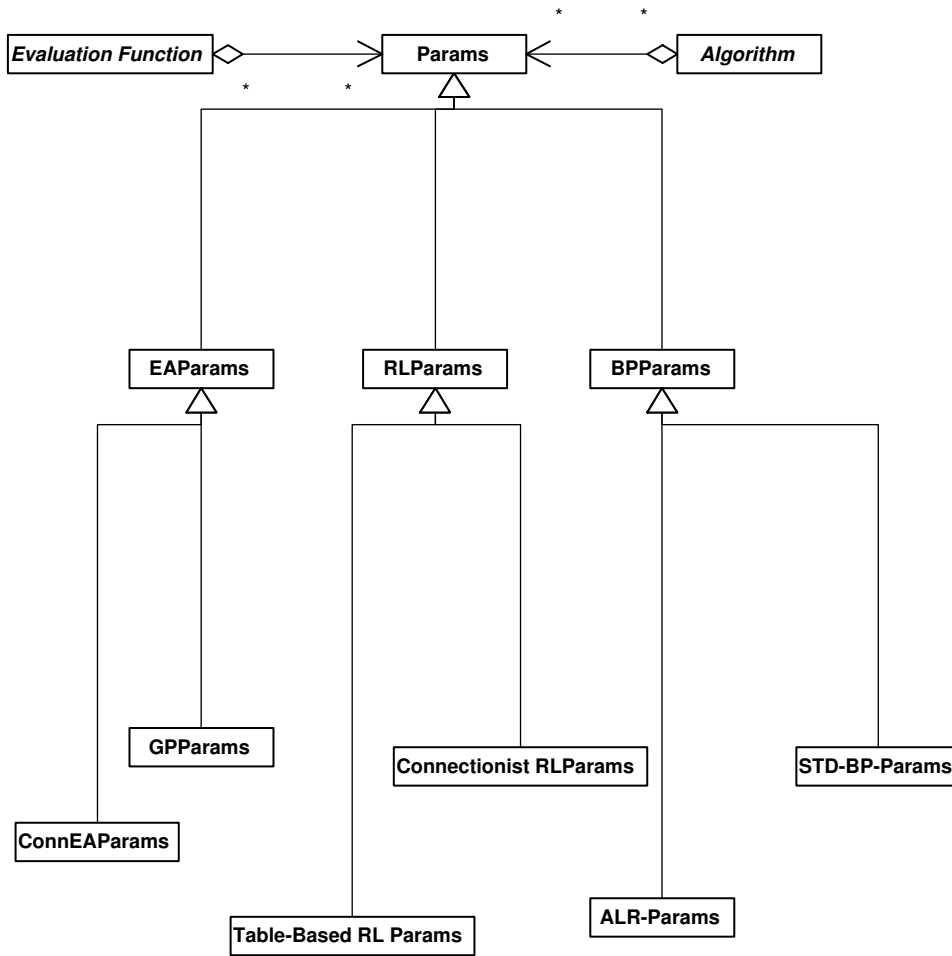 * *
Evaluation Function
Params
Algorithm
* *
EAParams
RLParams
BPParams
GPParams
Connectionist RLParams
STD-BP-Params
ConnEAParams
ALR-Params
Table-Based RL Params